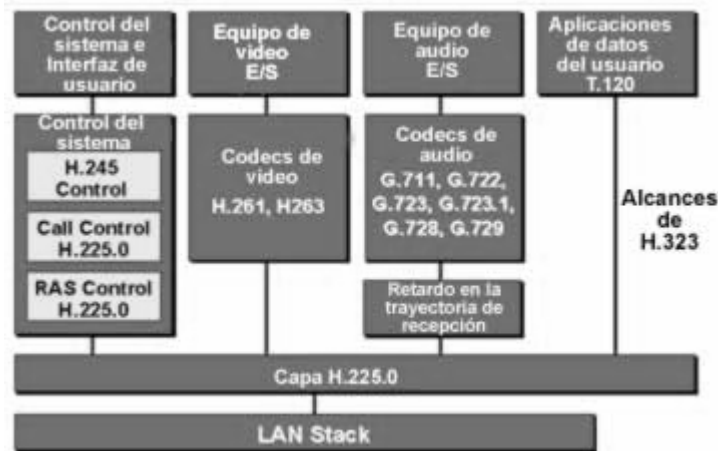 Control del
sistema e
Interfaz de
usuario
Equipo de
video
E/S
Equipo de
audio
E/S
Aplicaciones
de datos
del usuario
T.120
Control del
sistema
H.245
Control
Call Control
H.225.0
RAS Control
H.225.0
Codecs de
video
H.261, H263
Codecs de
audio
G.711, G.722,
G.723, G.723.1,
G.728, G.729
Retardo en la
trayectoria de
recepción
Alcances
de
H.323
Capa H.225.0
LAN Stack